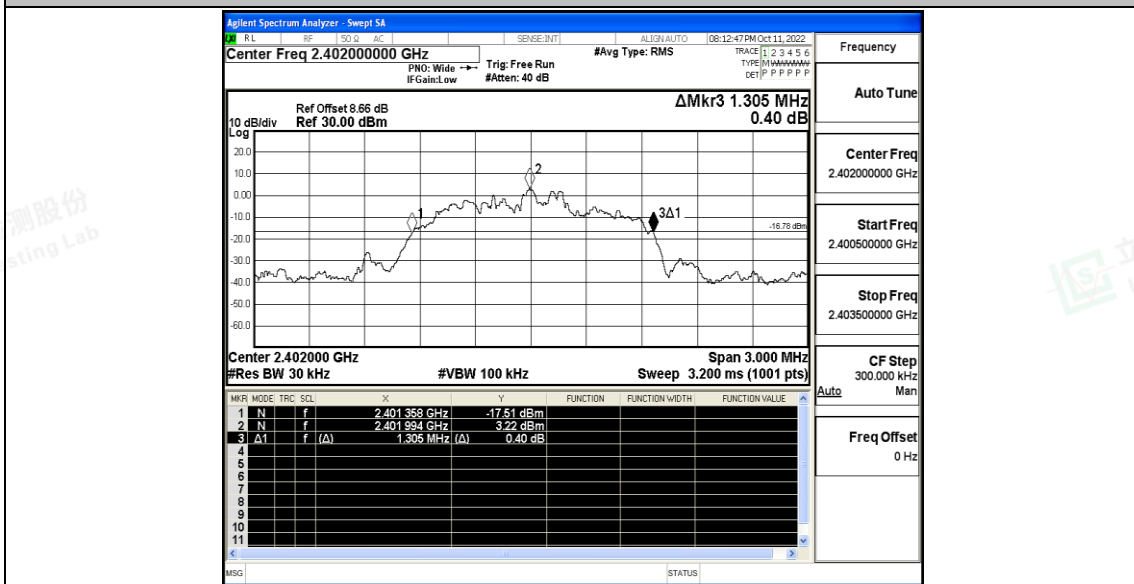 Agilent Spectrum Analyzer - Swept SA
RL RF 50 Ω AC SENSE:INT ALIGN AUTO 08:12:47 PM Oct 11, 2022
Center Freq 2.402000000 GHz #Avg Type: RMS TRACE 1 2 3 4 5 6
PNO: Wide Trig: Free Run TYPE M
IFGain:Low #Atten: 40 dB DET P P P P P P
ΔMkr3 1.305 MHz
Ref Offset 8.66 dB
10 dB/div Ref 30.00 dBm 0.40 dB
Log
20.0
10.0
0.00
-10.0
-20.0
-30.0
-40.0
-50.0
-60.0
1
2
3Δ1
-16.78 dBm
Center 2.402000 GHz Span 3.000 MHz
#Res BW 30 kHz #VBW 100 kHz Sweep 3.200 ms (1001 pts)
MKR MODE TRC SCL X Y FUNCTION FUNCTION WIDTH FUNCTION VALUE
1 N f 2.401 358 GHz -17.51 dBm
2 N f 2.401 994 GHz 3.22 dBm
3 Δ1 f (Δ) 1.305 MHz (Δ) 0.40 dB
4
5
6
7
8
9
10
11
MSG STATUS
Frequency
Auto Tune
Center Freq
2.402000000 GHz
Start Freq
2.400500000 GHz
Stop Freq
2.403500000 GHz
CF Step
300.000 kHz
Auto Man
Freq Offset
0 Hz
测股份
sting Lab